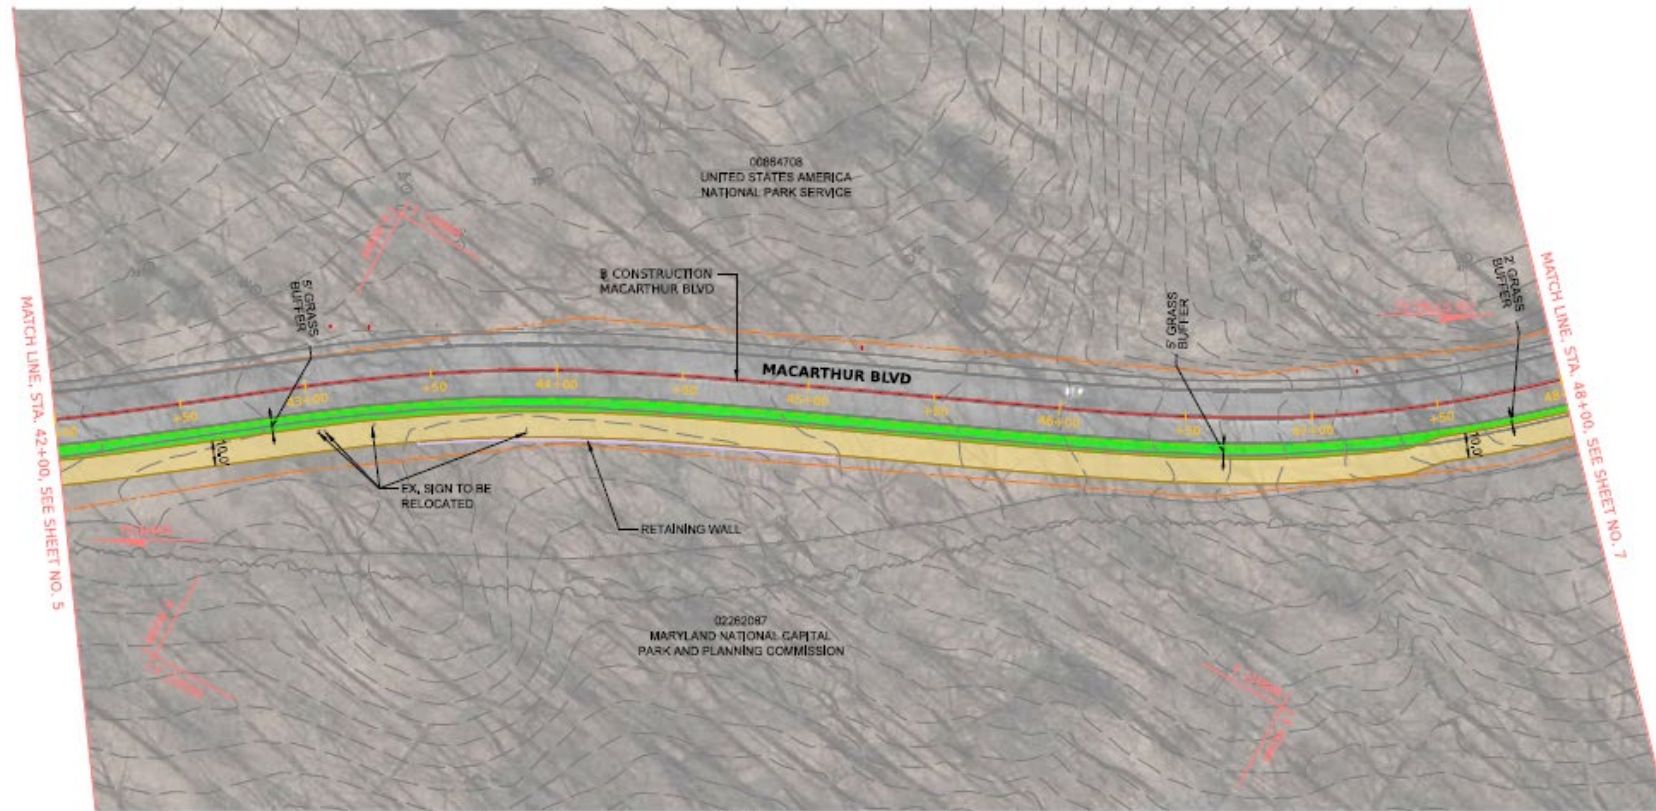 00864708
UNITED STATES AMERICA
NATIONAL PARK SERVICE
B CONSTRUCTION
MACARTHUR BLVD
5' GRASS
BUFFER
5' GRASS
BUFFER
2' GRASS
BUFFER
MATCH LINE, STA. 42+00, SEE SHEET NO. 5
MATCH LINE, STA. 48+00, SEE SHEET NO. 7
MACARTHUR BLVD
+50
43+00
+50
44+00
+50
45+00
+50
46+00
+50
47+00
+50
10.0'
10.0'
EX. SIGN TO BE
RELOCATED
RETAINING WALL
02262087
MARYLAND NATIONAL CAPITAL
PARK AND PLANNING COMMISSION